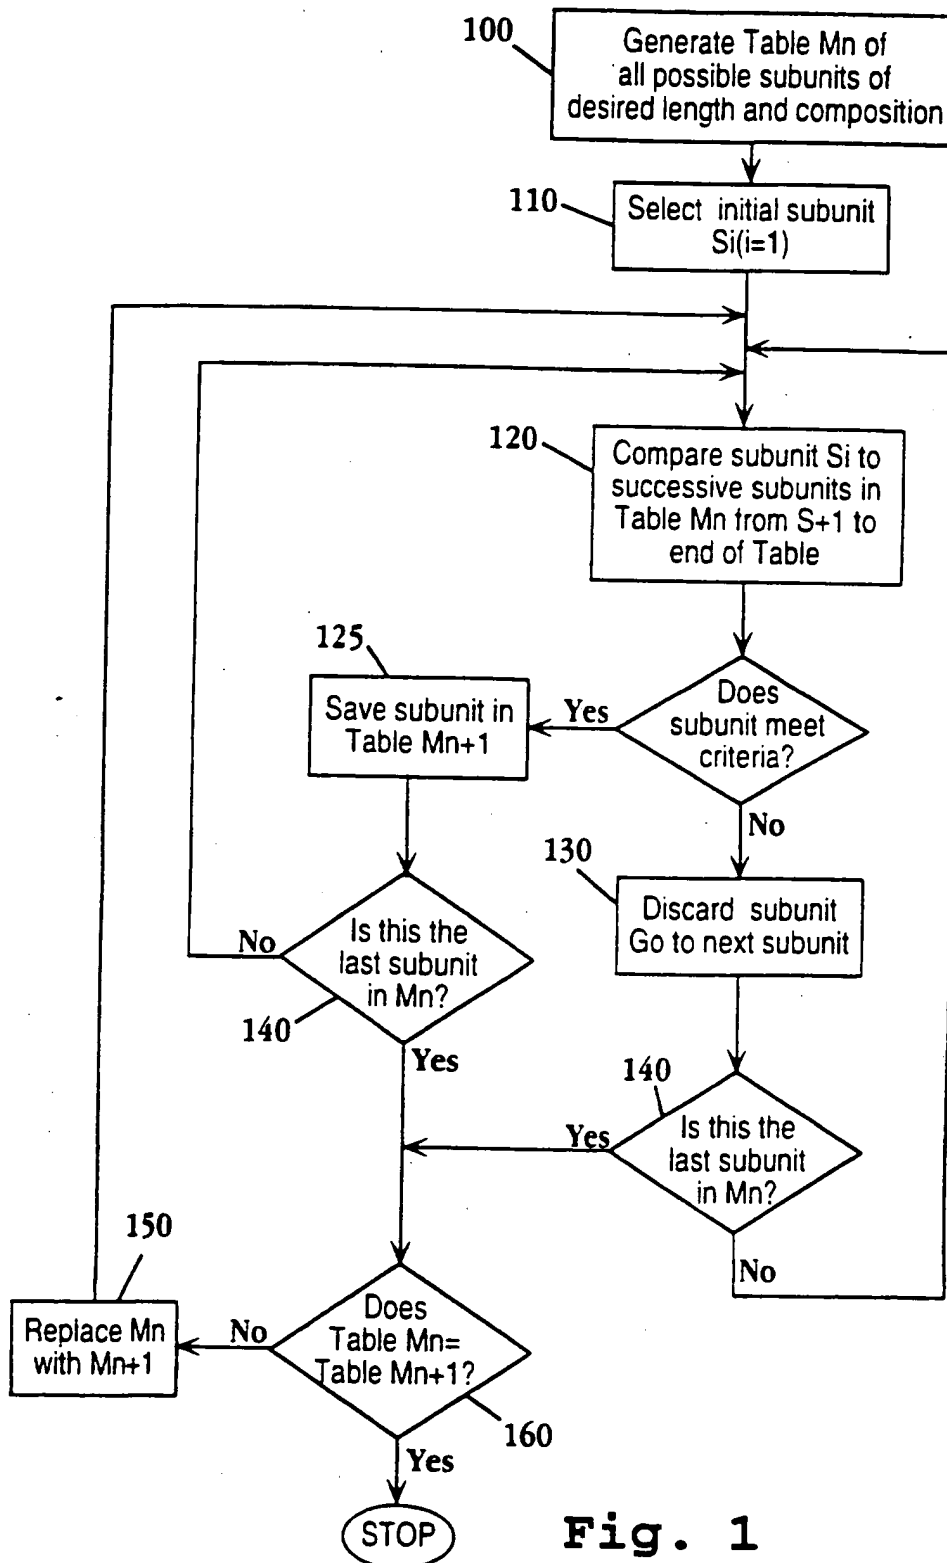 100
Generate Table Mn of
all possible subunits of
desired length and composition
110
Select initial subunit
Si(i=1)
120
Compare subunit Si to
successive subunits in
Table Mn from S+1 to
end of Table
125
Save subunit in
Table Mn+1
Yes
Does
subunit meet
criteria?
No
130
Discard subunit
Go to next subunit
No
Is this the
last subunit
in Mn?
140
Yes
140
Yes
Is this the
last subunit
in Mn?
No
150
Replace Mn
with Mn+1
No
Does
Table Mn=
Table Mn+1?
160
Yes
STOP
Fig. 1